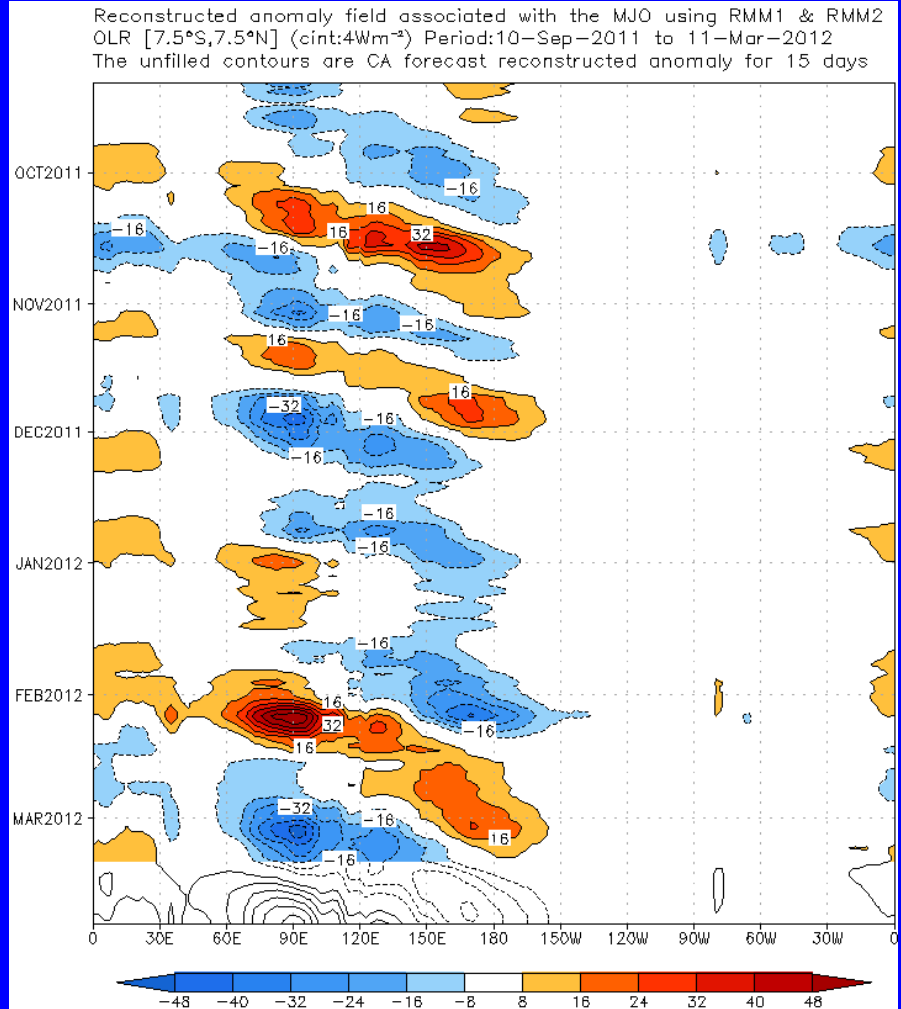 Reconstructed anomaly field associated with the MJO using RMM1 & RMM2
OLR [7.5°S,7.5°N] (cint:4Wm⁻²) Period:10-Sep-2011 to 11-Mar-2012
The unfilled contours are CA forecast reconstructed anomaly for 15 days
OCT2011
-16
16
16
32
-16
-16
NOV2011
-16
-16
16
16
-32
-16
DEC2011
-16
-16
-16
JAN2012
-16
FEB2012
16
32
-16
16
-32
MAR2012
-16
16
-16
0 30E 60E 90E 120E 150E 180 150W 120W 90W 60W 30W 0
-48 -40 -32 -24 -16 -8 8 16 24 32 40 48